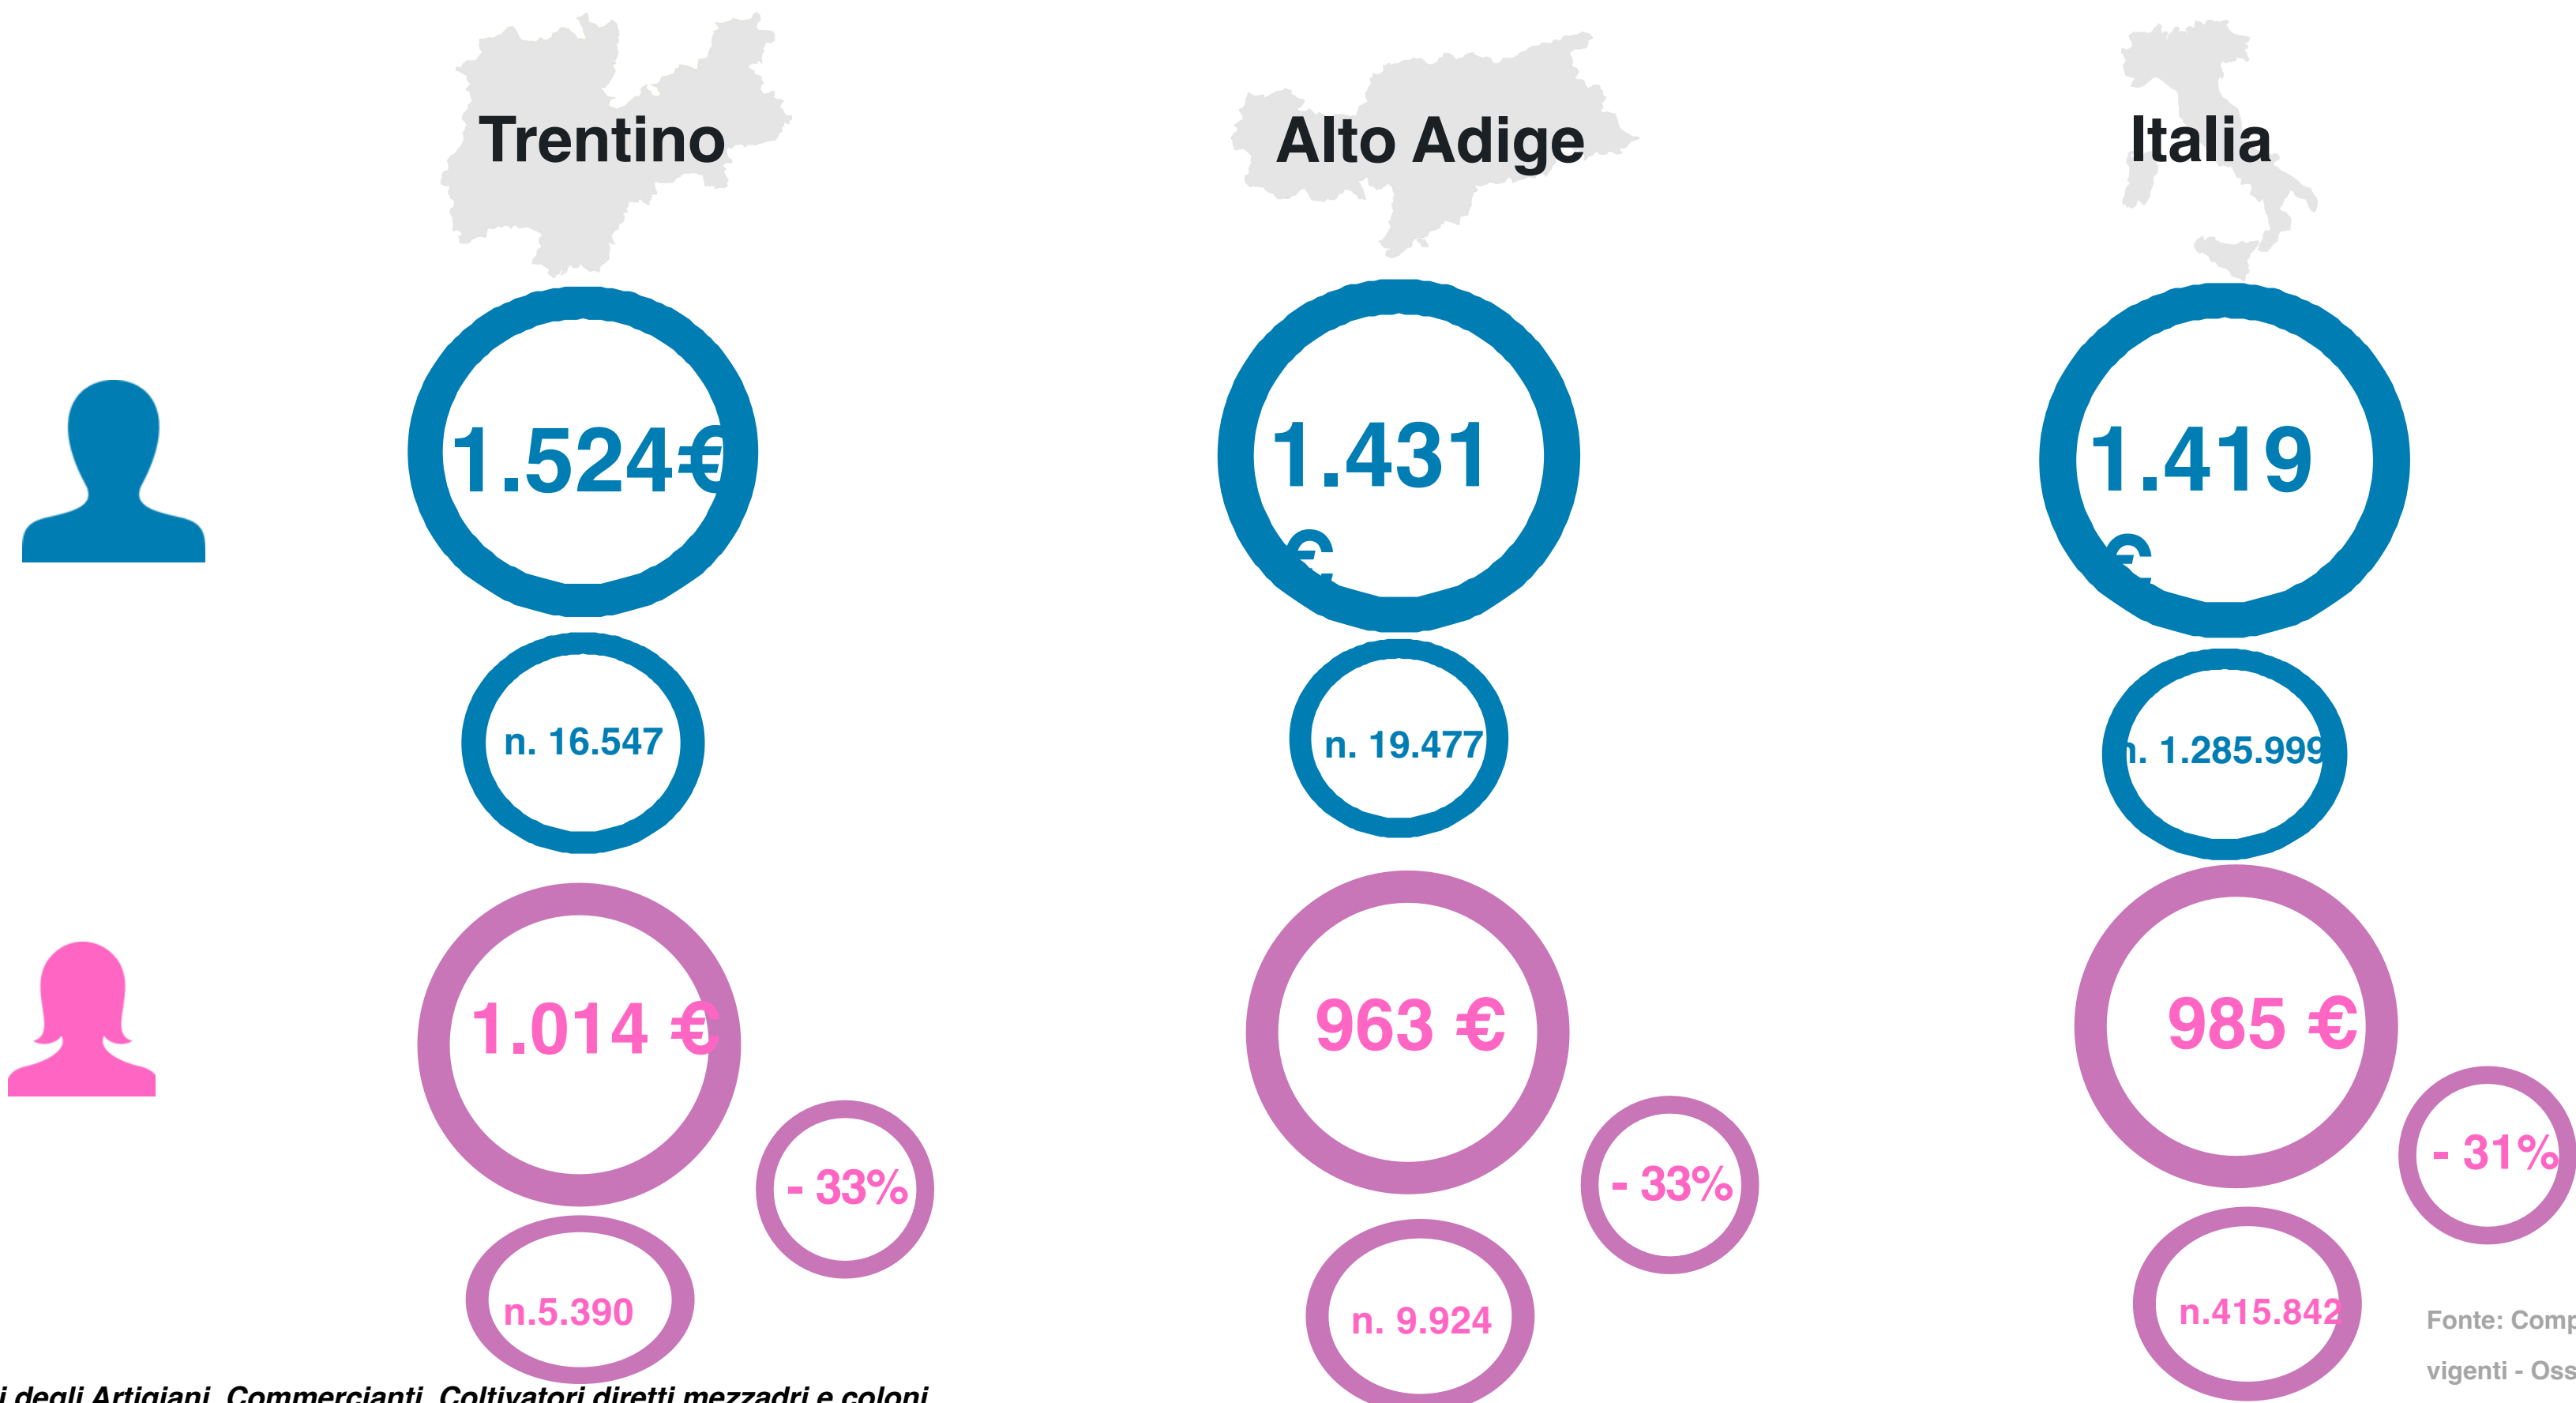 Trentino
Alto Adige
Italia
1.524€
1.431
€
1.419
€
n. 16.547
n. 19.477
n. 1.285.999
1.014 €
963 €
985 €
- 33%
- 33%
- 31%
n.5.390
n. 9.924
n.415.842
Fonte:
vigenti -
degli Artigiani, Commercianti, Coltivatori diretti mezzadri e coloni